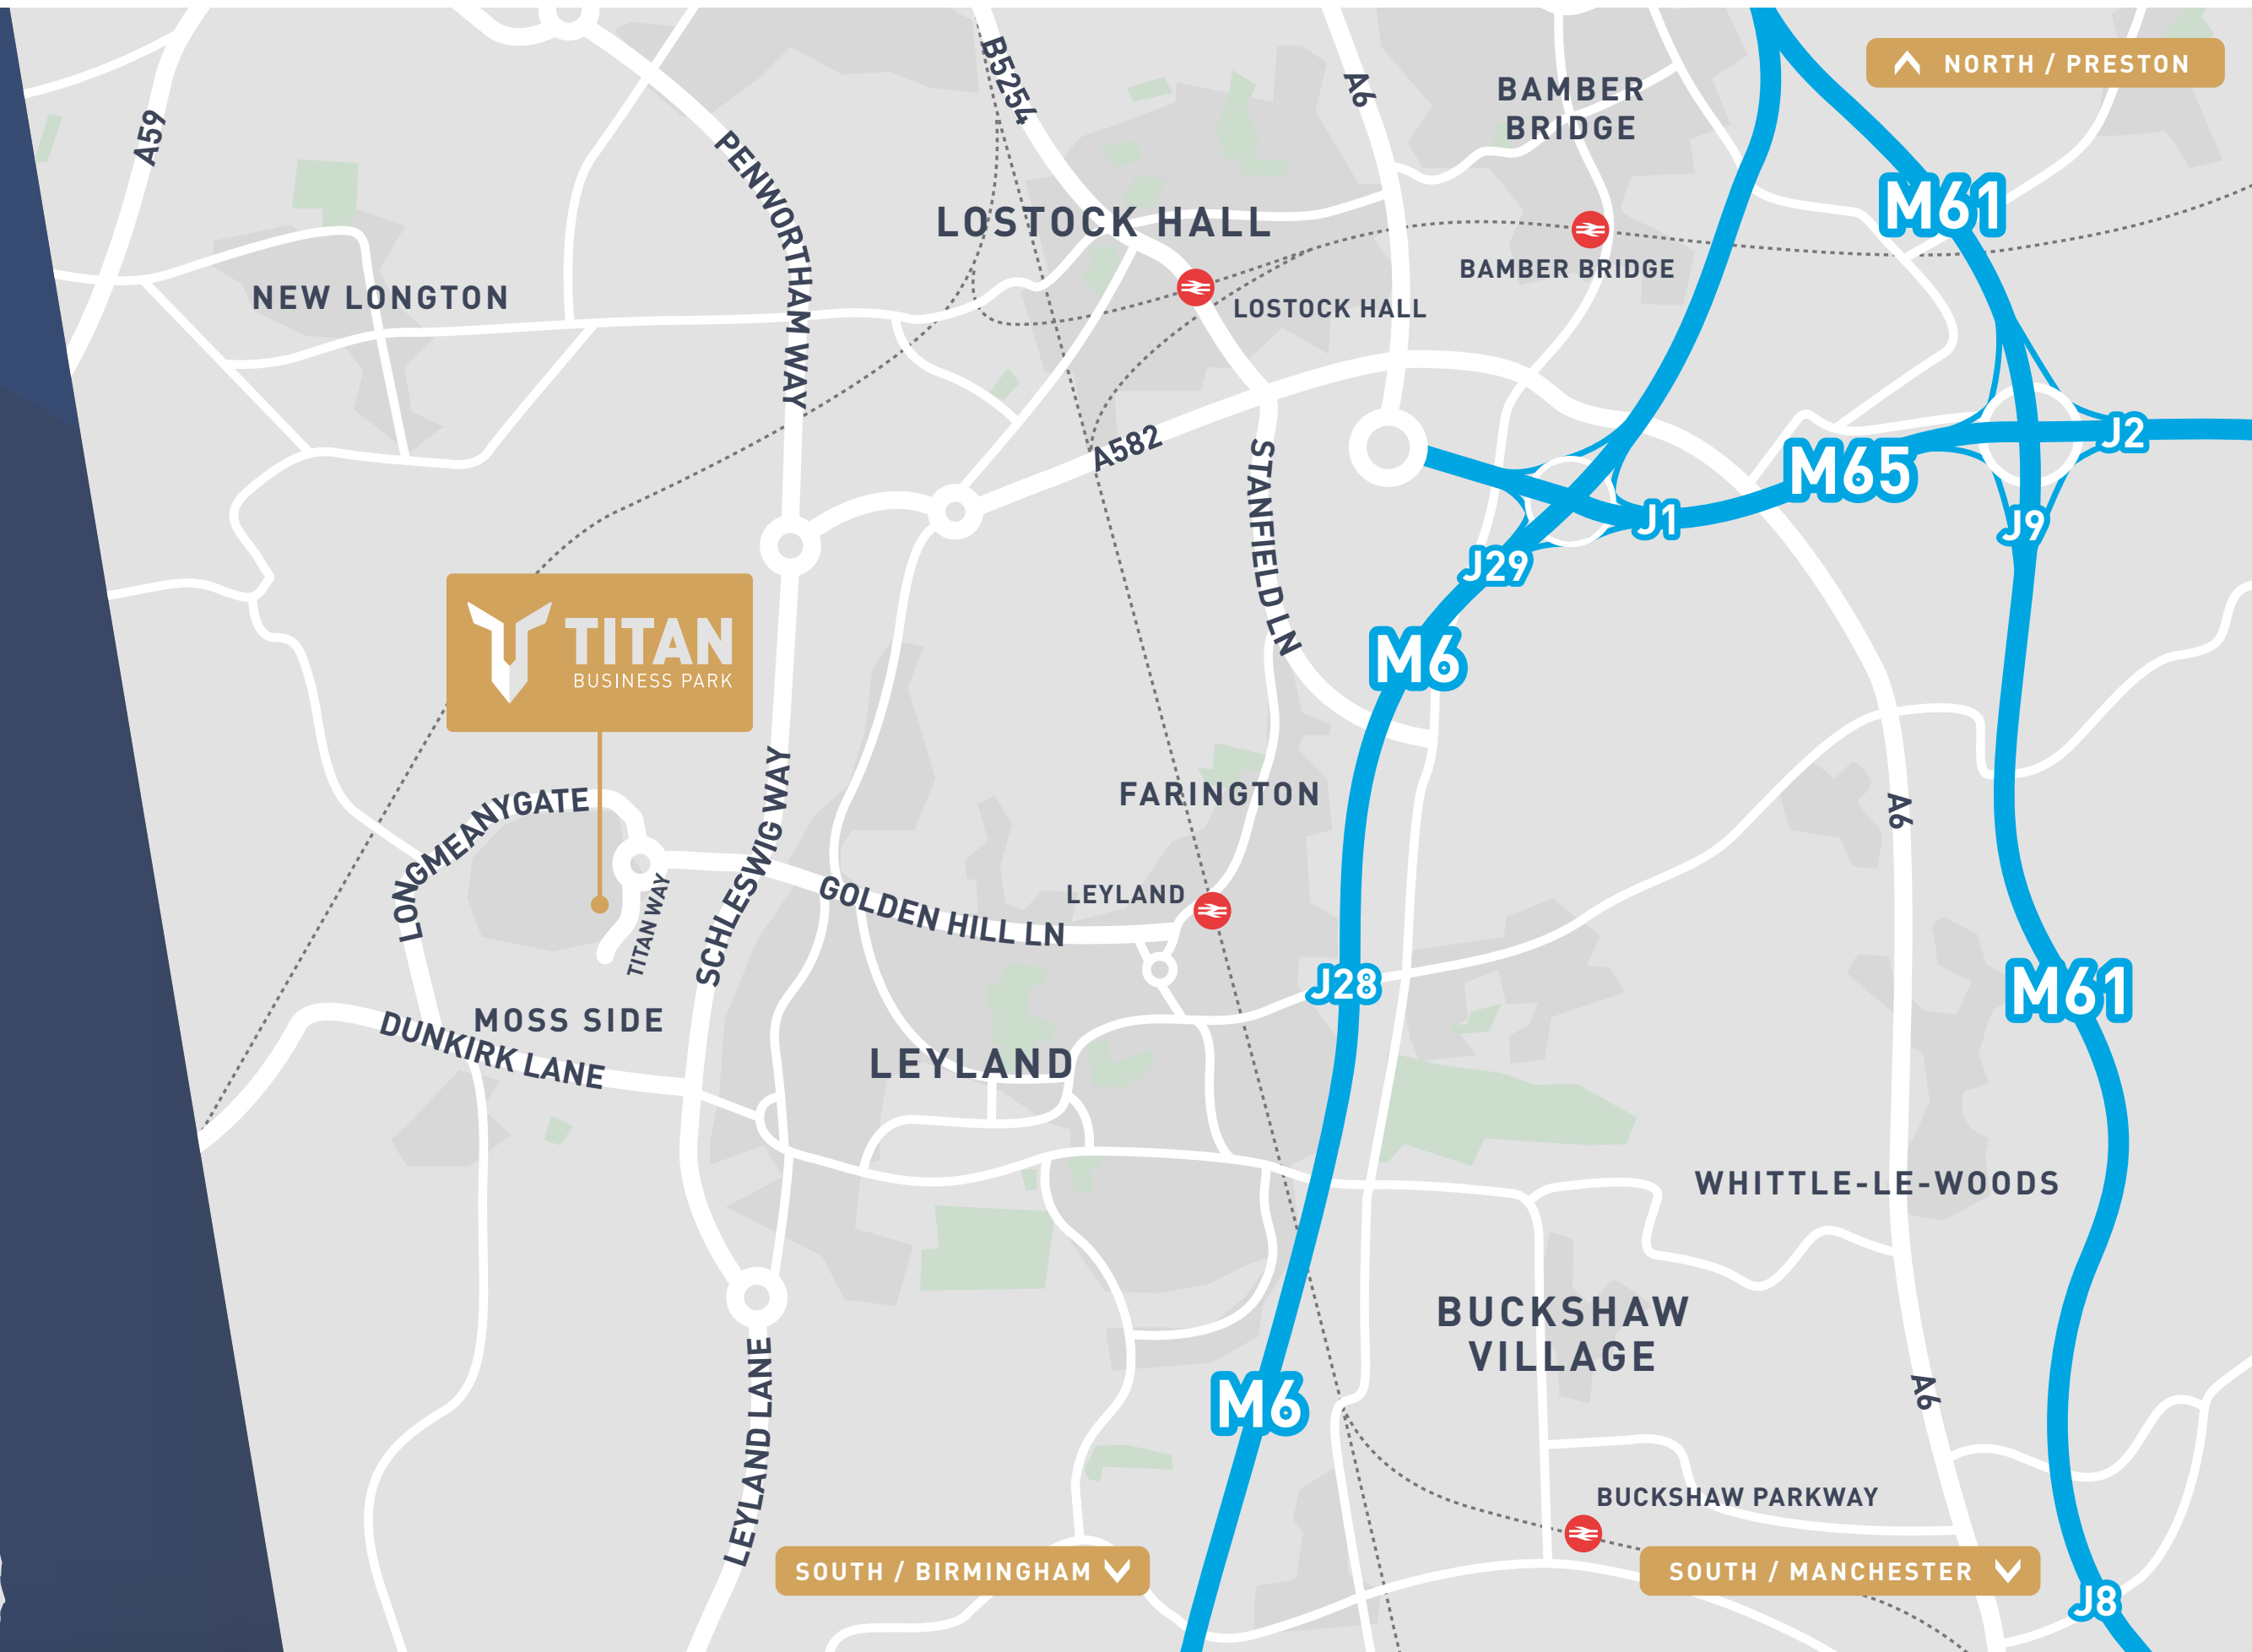 NORTH / PRESTON
B5254
A6
BAMBER
BRIDGE
A59
PENWORTHAM WAY
M61
LOSTOCK HALL
BAMBER BRIDGE
NEW LONGTON
LOSTOCK HALL
A582
J2
M65
STANFIELD LN
J1
J9
J29
TITAN
BUSINESS PARK
M6
SCHLESWIG WAY
FARINGTON
LONGMEANYGATE
A6
TITAN WAY
GOLDEN HILL LN
LEYLAND
J28
M61
MOSS SIDE
DUNKIRK LANE
LEYLAND
WHITTLE-LE-WOODS
BUCKSHAW
VILLAGE
LEYLAND LANE
M6
A6
BUCKSHAW PARKWAY
SOUTH / BIRMINGHAM
SOUTH / MANCHESTER
J8